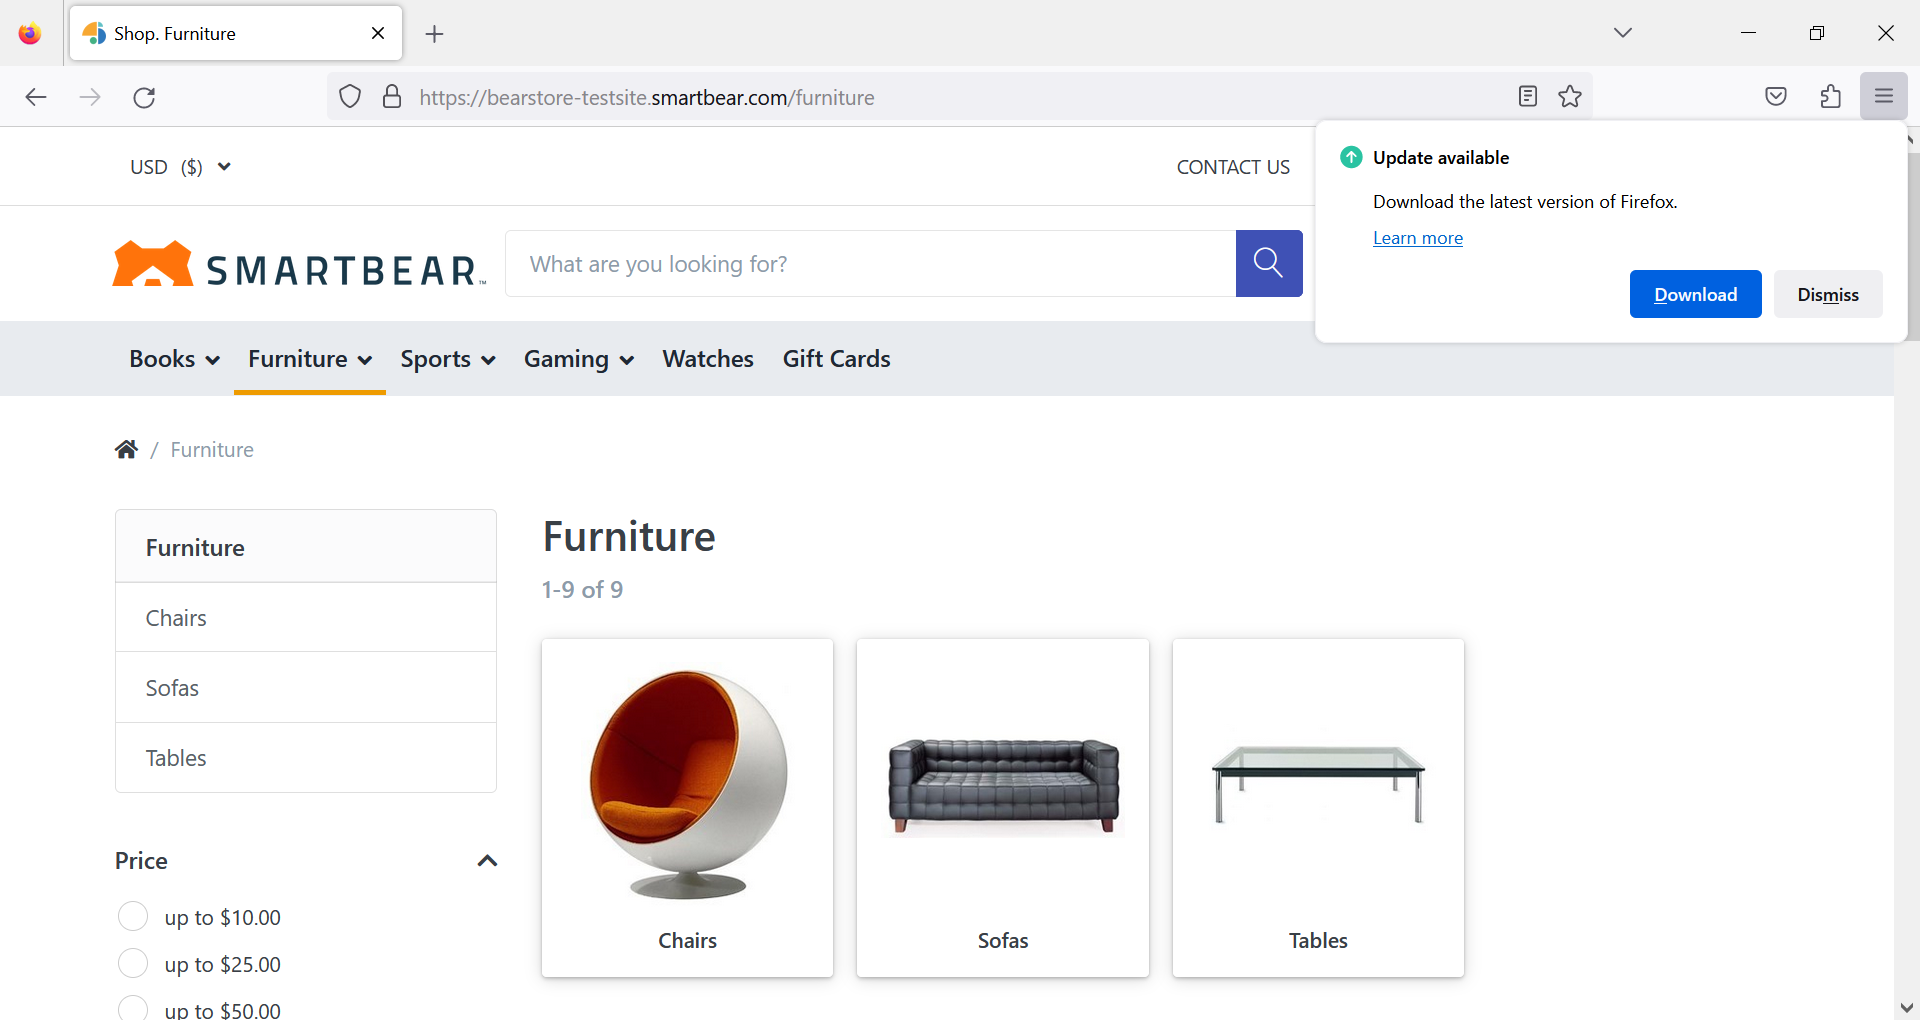 Shop. Furniture
https://bearstore-testsite.smartbear.com/furniture
Update available
Download the latest version of Firefox.
Learn more
Download
Dismiss
USD ($)
CONTACT US
SMARTBEAR™
What are you looking for?
Books
Furniture
Sports
Gaming
Watches
Gift Cards
/ Furniture
Furniture
Chairs
Sofas
Tables
Price
up to $10.00
up to $25.00
up to $50.00
Furniture
1-9 of 9
Chairs
Sofas
Tables